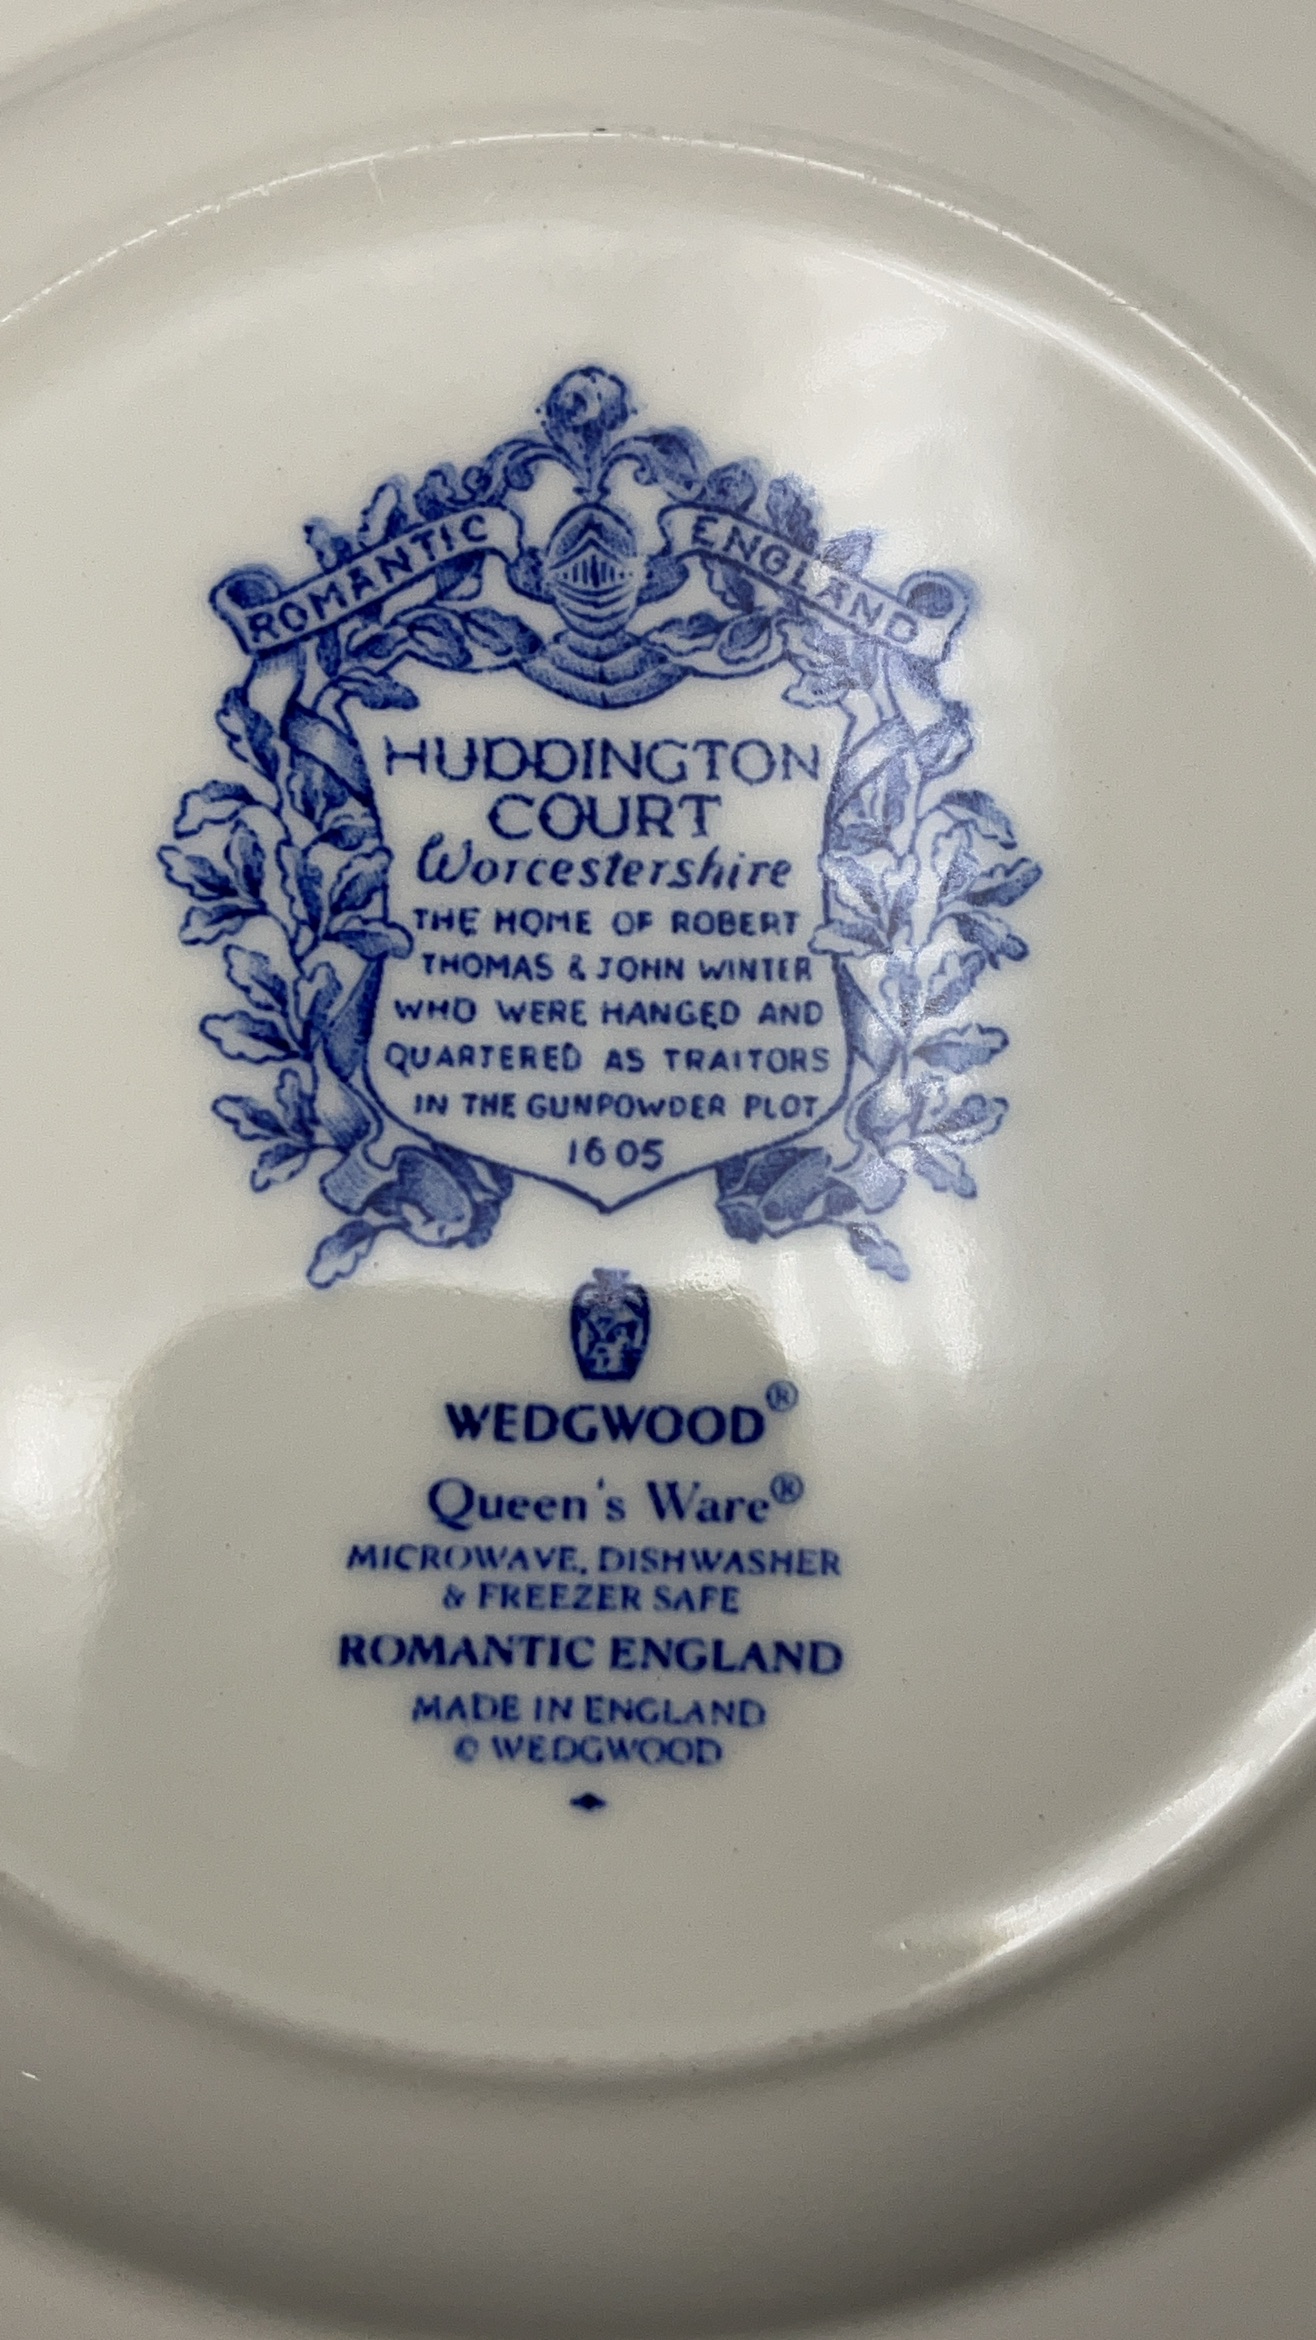 ROMANTIC ENGLAND
HUDDINGTON
COURT
Worcestershire
THE HOME OF ROBERT
THOMAS & JOHN WINTER
WHO WERE HANGED AND
QUARTERED AS TRAITORS
IN THE GUNPOWDER PLOT
1605
WEDGWOOD®
Queen's Ware®
MICROWAVE, DISHWASHER
& FREEZER SAFE
ROMANTIC ENGLAND
MADE IN ENGLAND
© WEDGWOOD